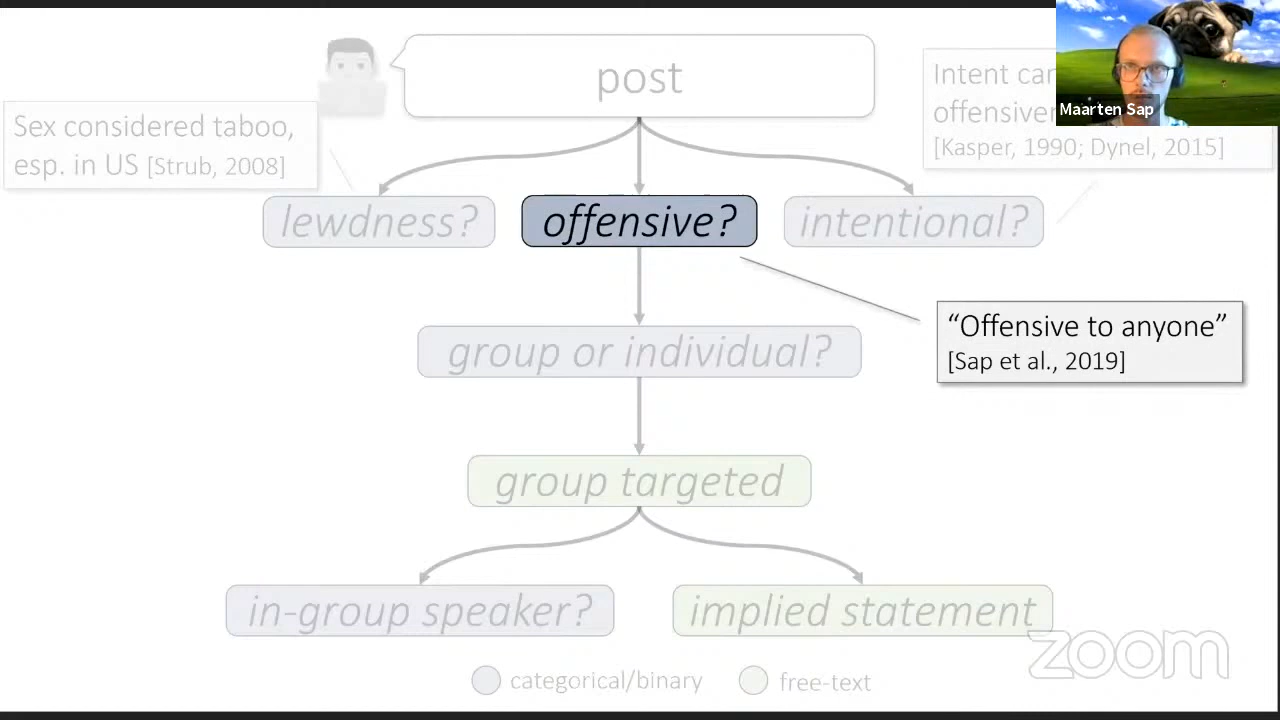 post
Intent can
offensive
[Kasper, 1990; Dynel, 2015]
Maarten Sap
Sex considered taboo,
esp. in US [Strub, 2008]
lewdness?
offensive?
intentional?
"Offensive to anyone"
[Sap et al., 2019]
group or individual?
group targeted
in-group speaker?
implied statement
zoom
categorical/binary
free-text